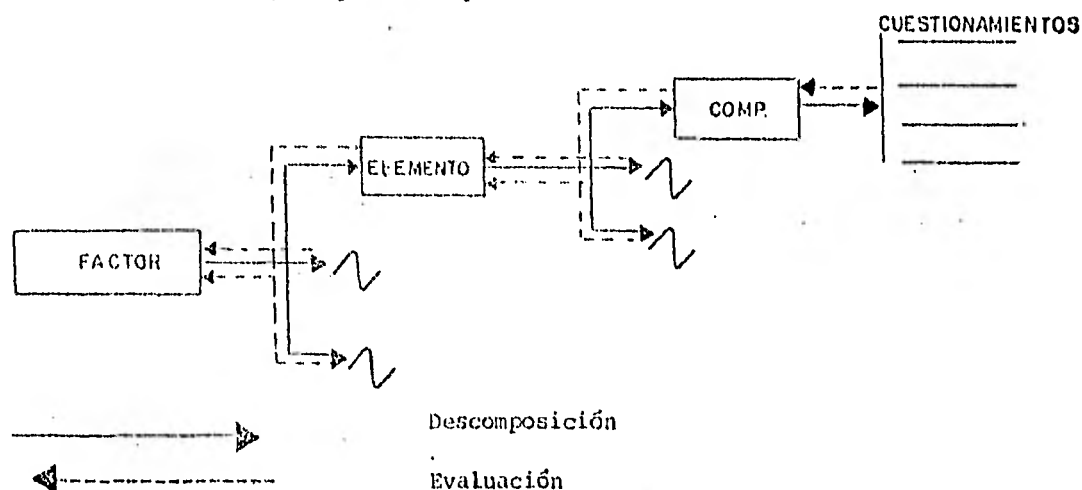 CUESTIONAMIENTOS
COMP.
ELEMENTO
FACTOR
Descomposición
Evaluación